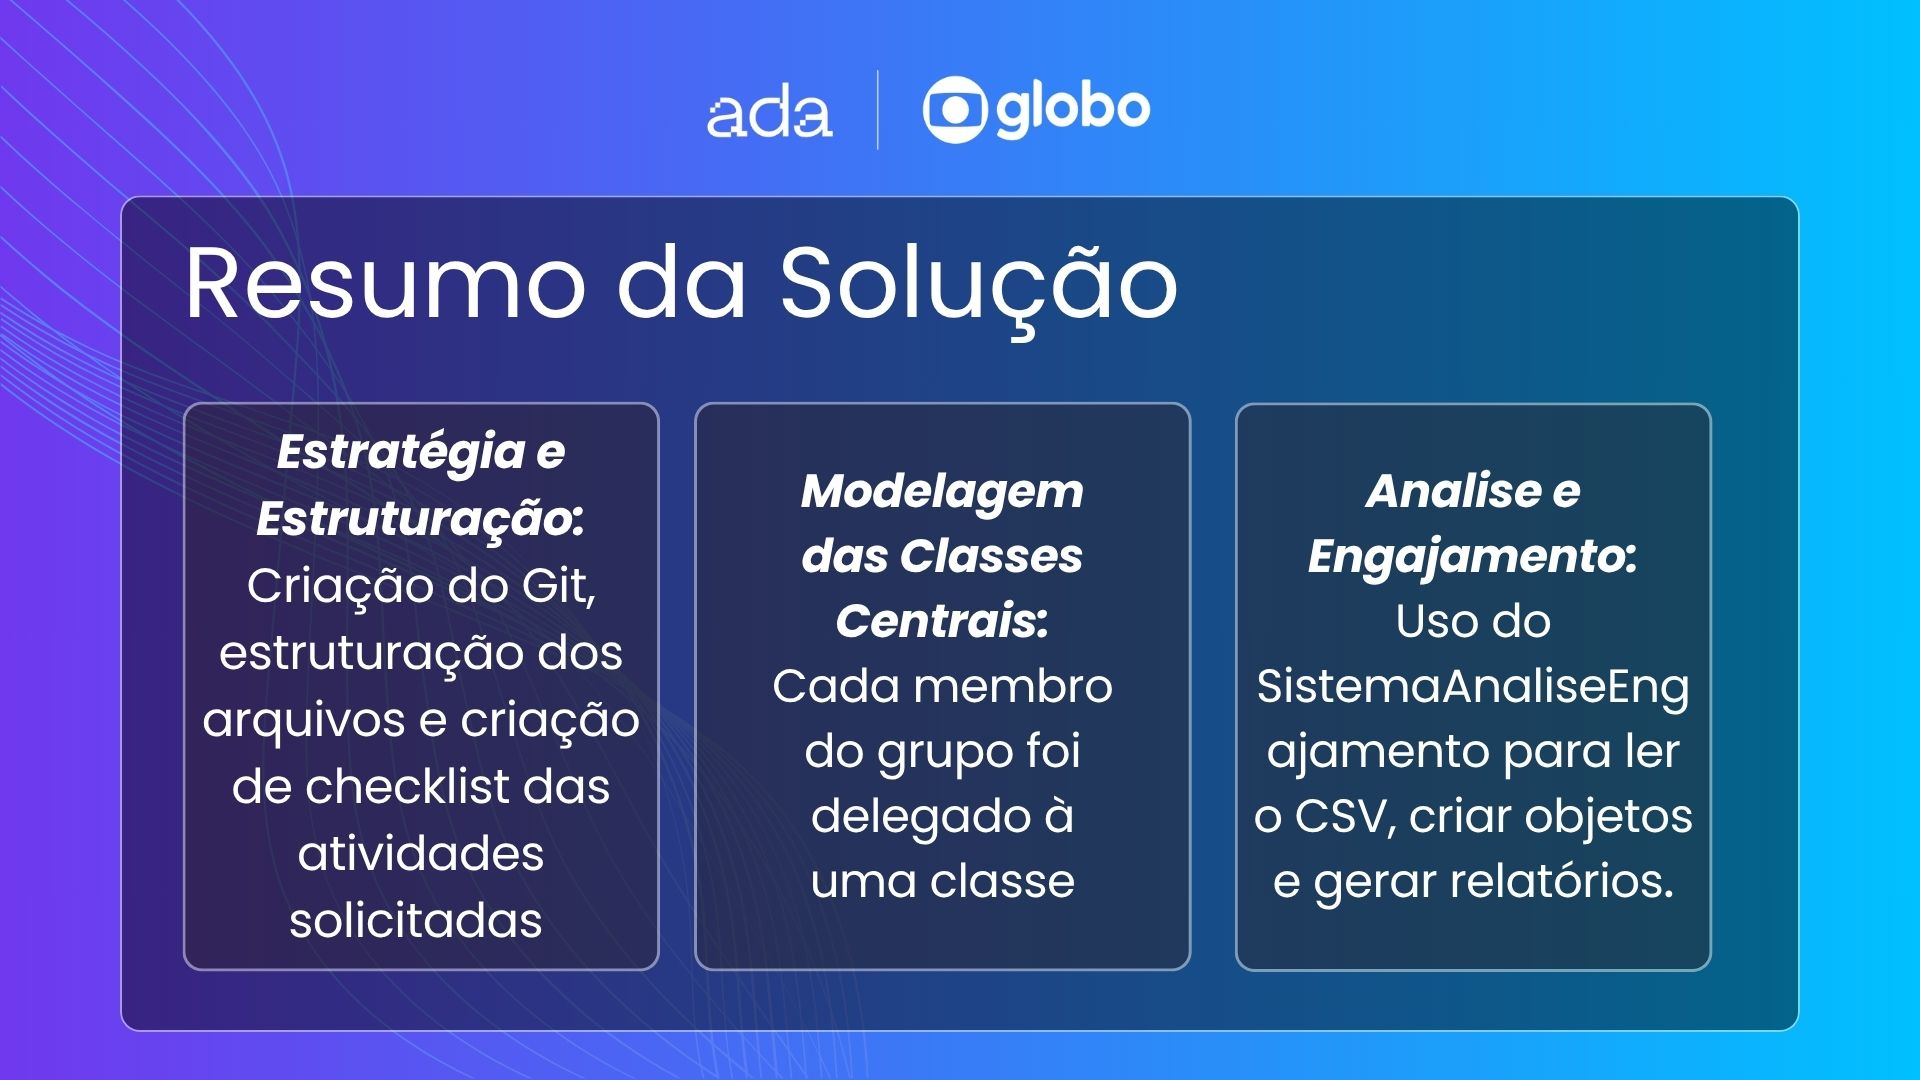 ada
globo
Resumo da Solução
Estratégia e
Estruturação:
Criação do Git,
estruturação dos
arquivos e criação
de checklist das
atividades
solicitadas
Modelagem
das Classes
Centrais:
Cada membro
do grupo foi
delegado à
uma classe
Analise e
Engajamento:
Uso do
SistemaAnaliseEng
ajamento para ler
o CSV, criar objetos
e gerar relatórios.